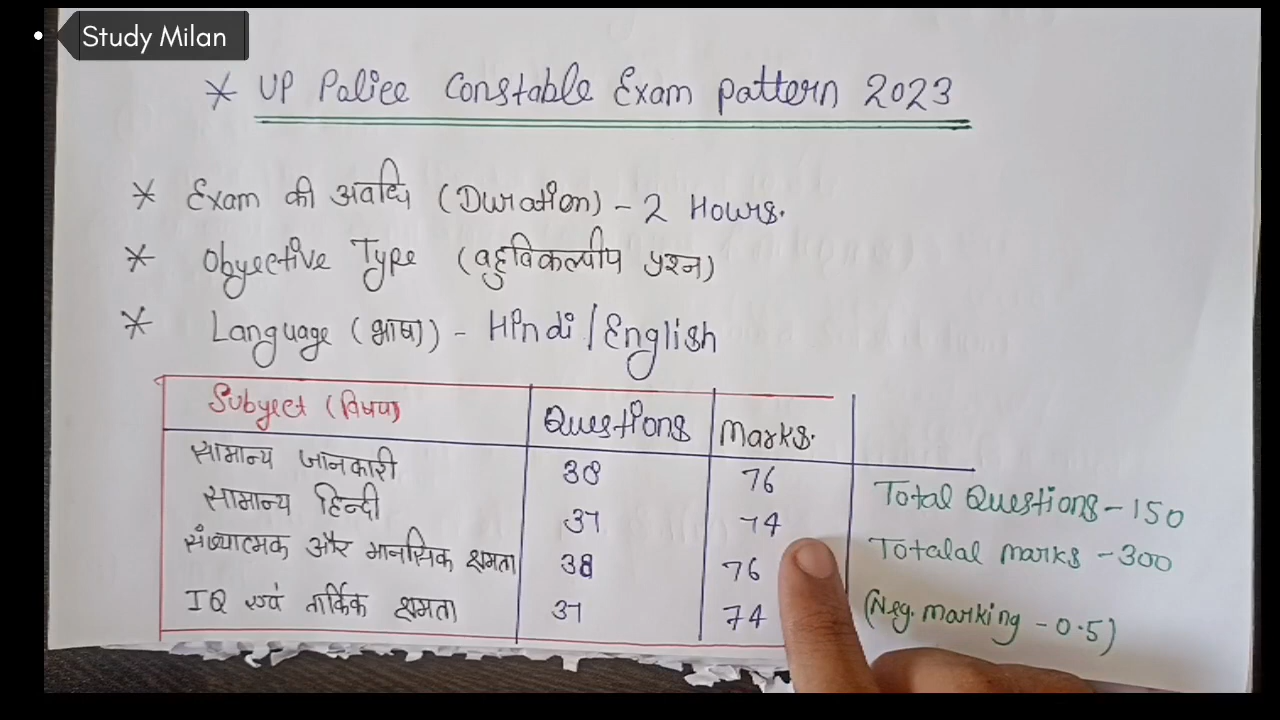 Study Milan
* UP Police Constable Exam pattern 2023
* Exam की अवधि (Duration) - 2 Hours.
* Obyective Type (बहुविकल्पीय प्रश्न)
* Language (भाषा) - Hindi/English
Subyect (विषय) Questions Marks.
सामान्य जानकारी 38 76
सामान्य हिन्दी 37 74
संख्यात्मक और मानसिक क्षमता 38 76
IQ एवं तार्किक क्षमता 37 74
Total Questions - 150
Totalal marks - 300
(Neg. marking - 0.5)